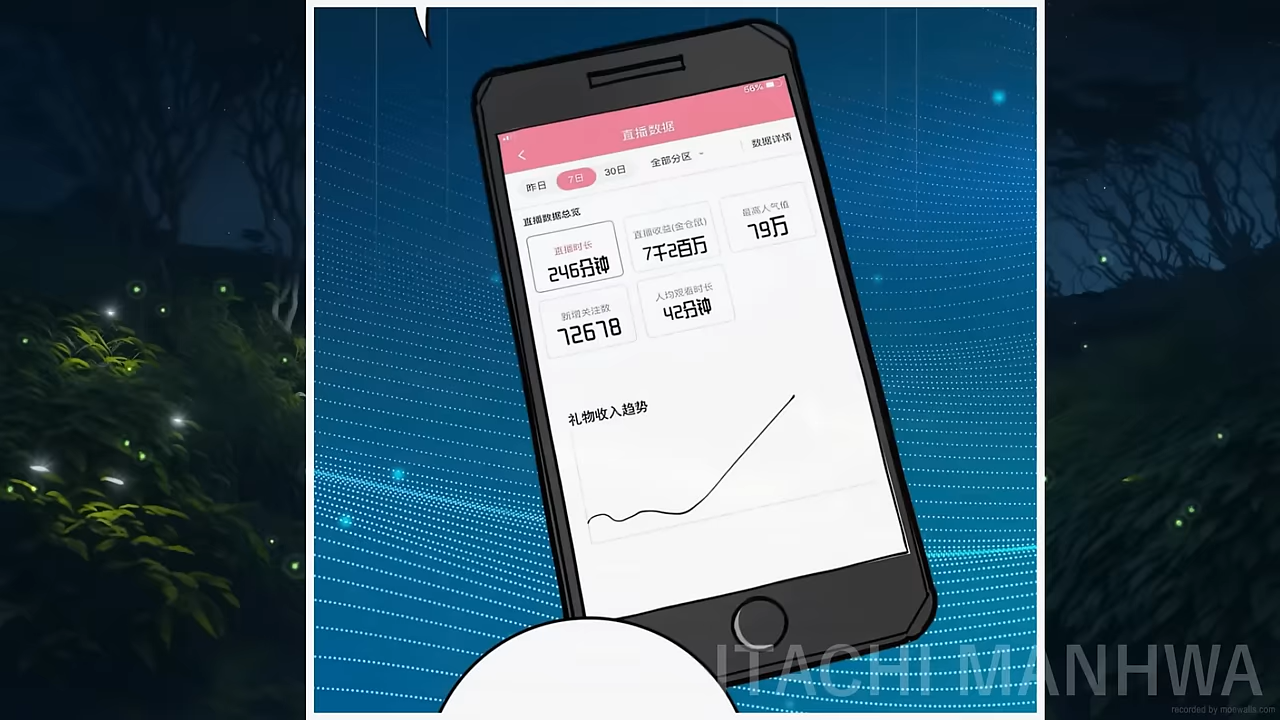 56%
直播数据
昨日 7日 30日 全部分区 数据详情
直播数据总览
直播时长
246分钟
直播收益(金仓鼠)
7千2百万
最高人气值
79万
新增关注数
72678
人均观看时长
42分钟
礼物收入趋势
ITACHI MANHWA
recorded by moewalls.com